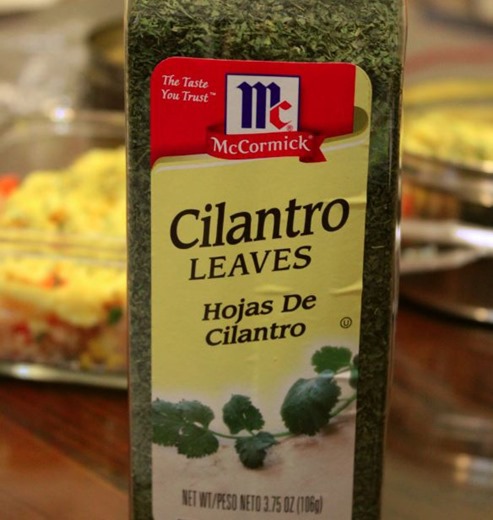 The Taste
You Trust™
Mc®
McCormick®
Cilantro
LEAVES
Hojas De
Cilantro
U
NET WT/PESO NETO 3.75 OZ (106g)